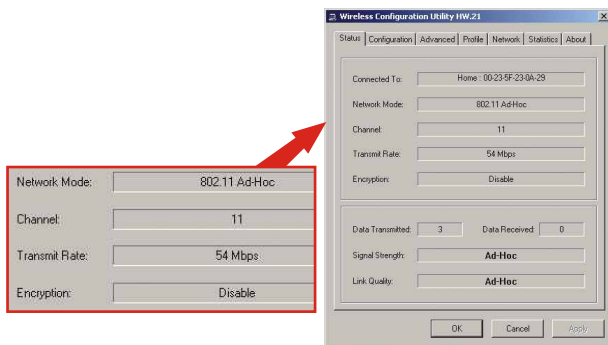 Wireless Configuration Utility HW.21
Status Configuration Advanced Profile Network Statistics About
Connected To: Home : 00-23-5F-23-0A-29
Network Mode: 802.11 Ad-Hoc
Channel: 11
Transmit Rate: 54 Mbps
Encryption: Disable
Data Transmitted: 3 Data Received: 0
Signal Strength: Ad-Hoc
Link Quality: Ad-Hoc
OK Cancel Apply
Network Mode: 802.11 Ad-Hoc
Channel: 11
Transmit Rate: 54 Mbps
Encryption: Disable